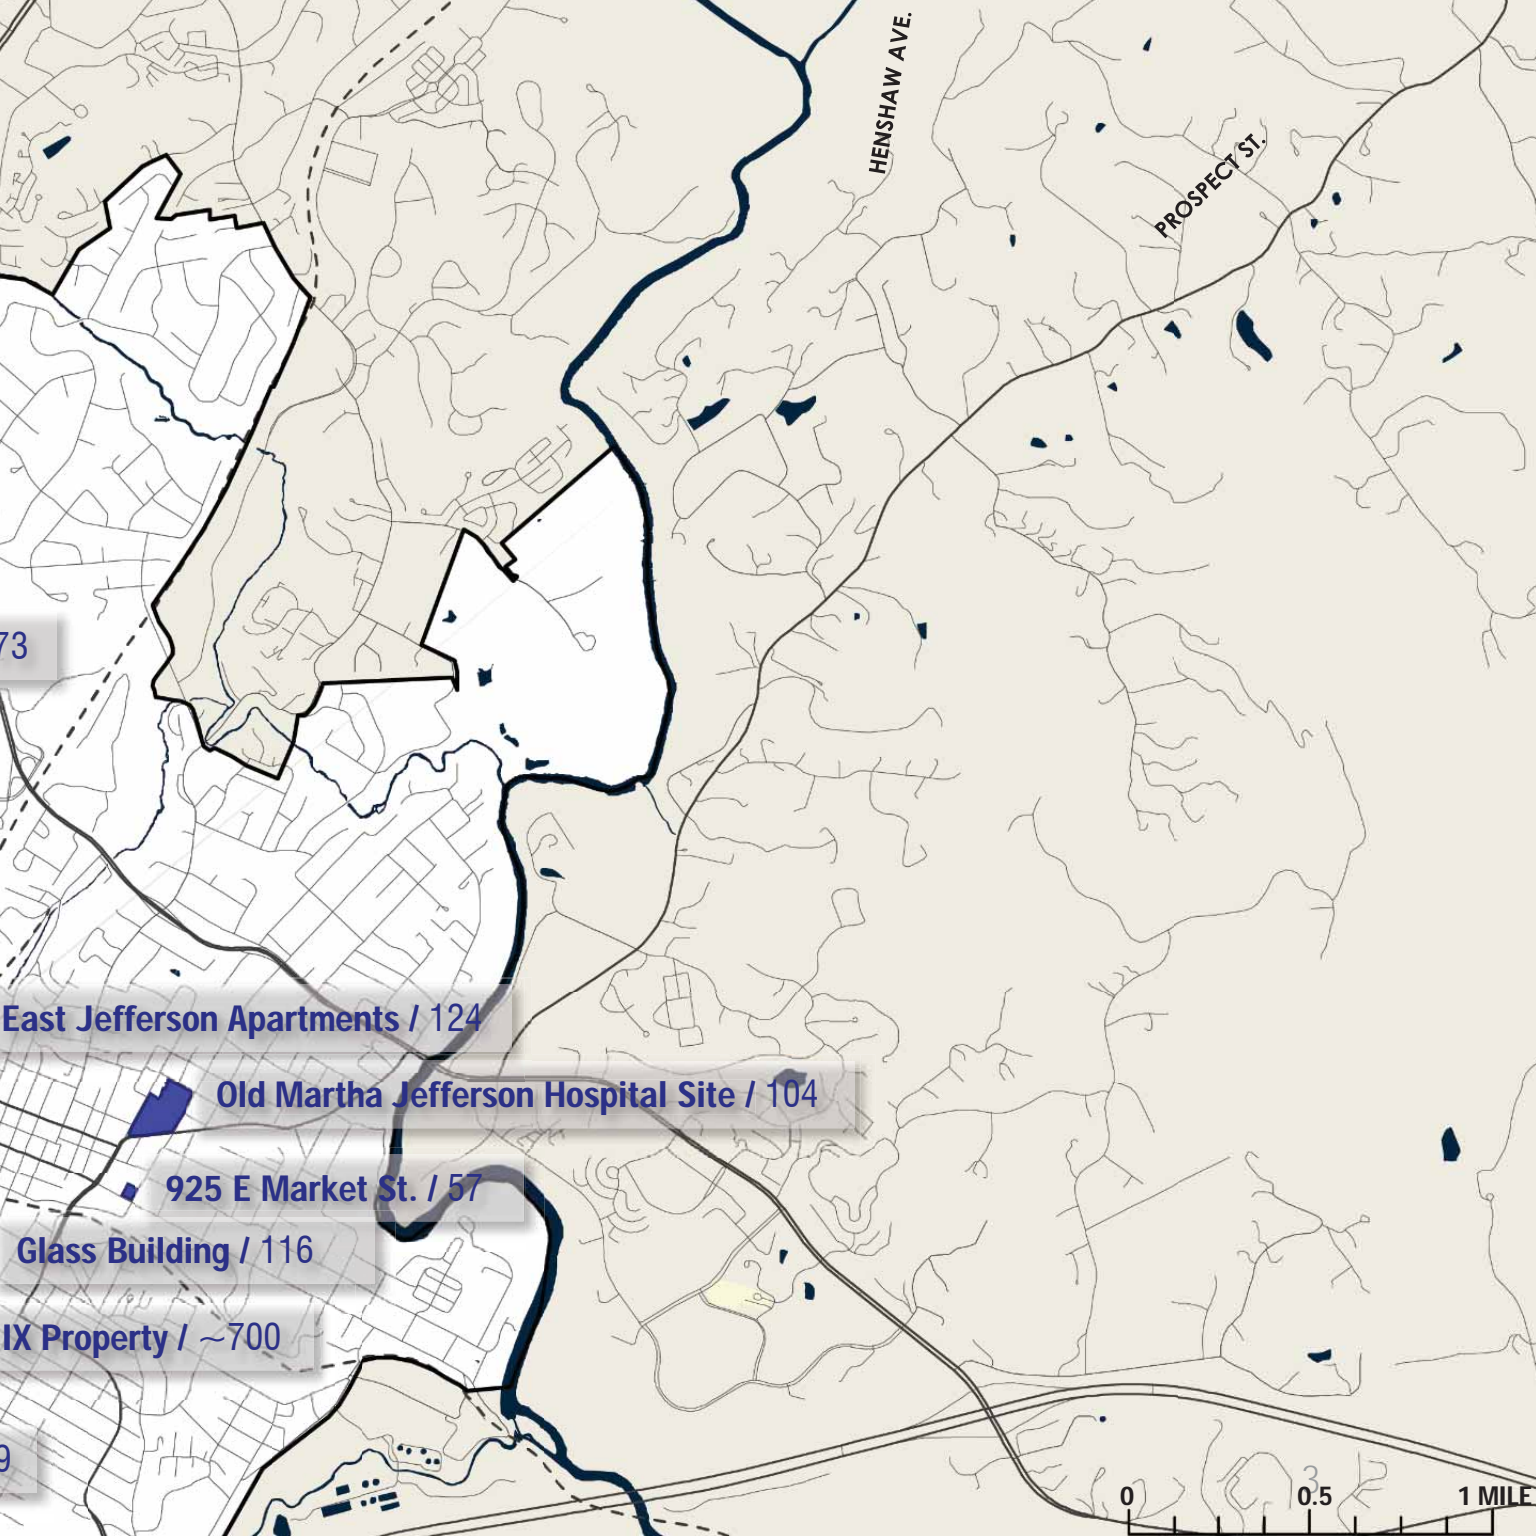 HENSHAW AVE.
PROSPECT ST.
73
East Jefferson Apartments / 124
Old Martha Jefferson Hospital Site / 104
925 E Market St. / 57
Glass Building / 116
IX Property / ~700
9
3
0 0.5 1 MILE